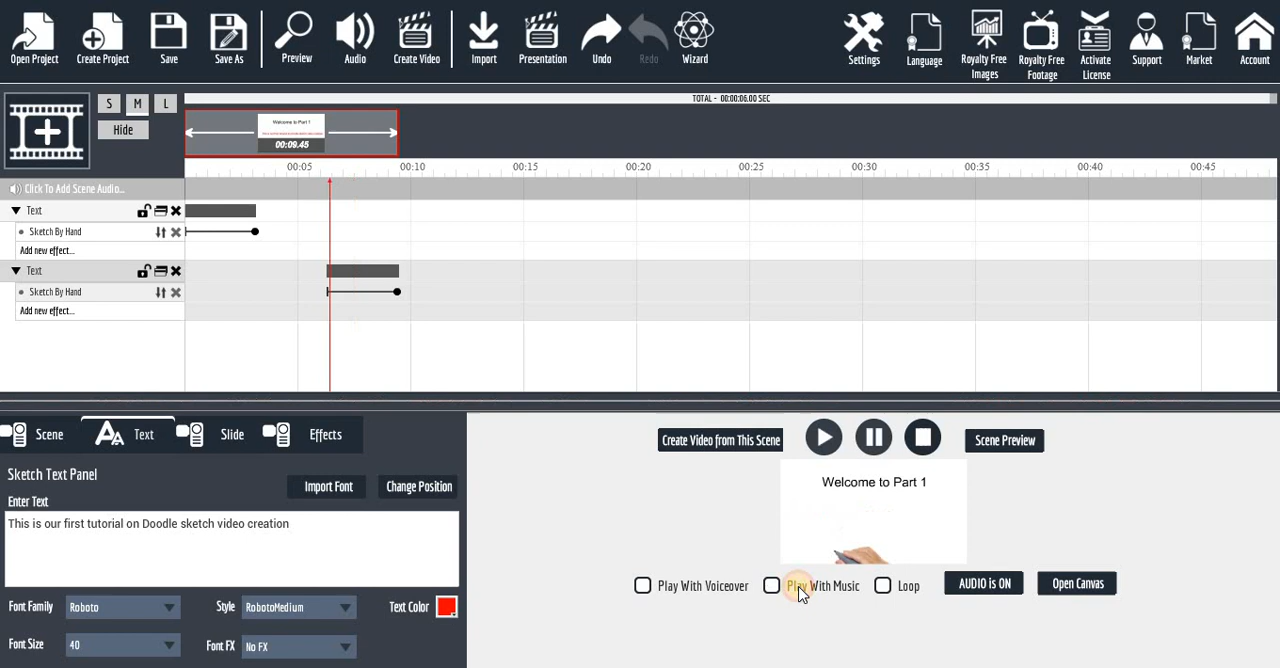 Open Project
Create Project
Save
Save As
Preview
Audio
Create Video
Import
Presentation
Undo
Redo
Wizard
Settings
Language
Royalty Free Images
Royalty Free Footage
Activate License
Support
Market
Account
S M L
Hide
TOTAL - 00:00:06.00 SEC
Welcome to Part 1
00:09.45
00:05 00:10 00:15 00:20 00:25 00:30 00:35 00:40 00:45
Click To Add Scene Audio...
Text
Sketch By Hand
Add new effect...
Text
Sketch By Hand
Add new effect...
Scene Text Slide Effects
Sketch Text Panel
Import Font Change Position
Enter Text
This is our first tutorial on Doodle sketch video creation
Font Family Roboto Style RobotoMedium Text Color
Font Size 40 Font FX No FX
Create Video from This Scene Scene Preview
Welcome to Part 1
Play With Voiceover Play With Music Loop AUDIO is ON Open Canvas